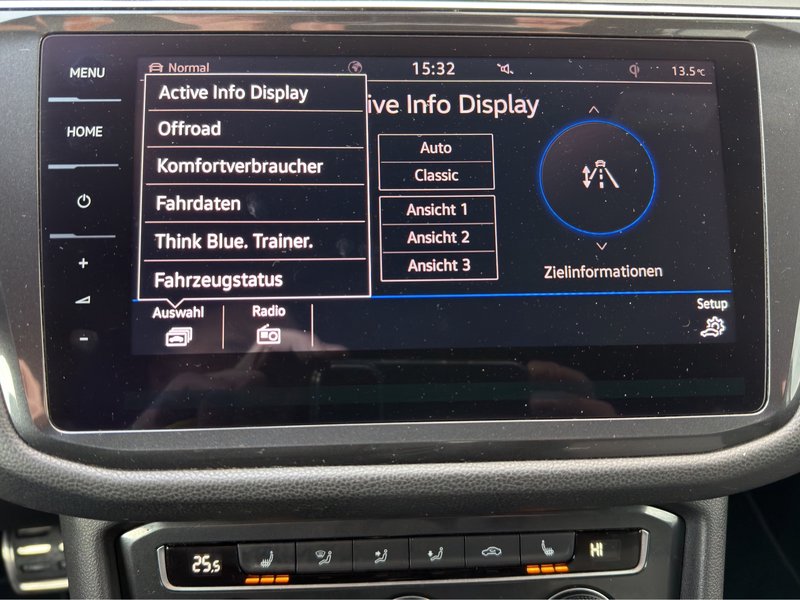 MENU
Normal
15:32
13.5°C
HOME
Active Info Display
Offroad
Komfortverbraucher
Fahrdaten
Think Blue. Trainer.
Fahrzeugstatus
ive Info Display
Auto
Classic
Ansicht 1
Ansicht 2
Ansicht 3
Zielinformationen
+
-
Auswahl
Radio
Setup
25.5
HI